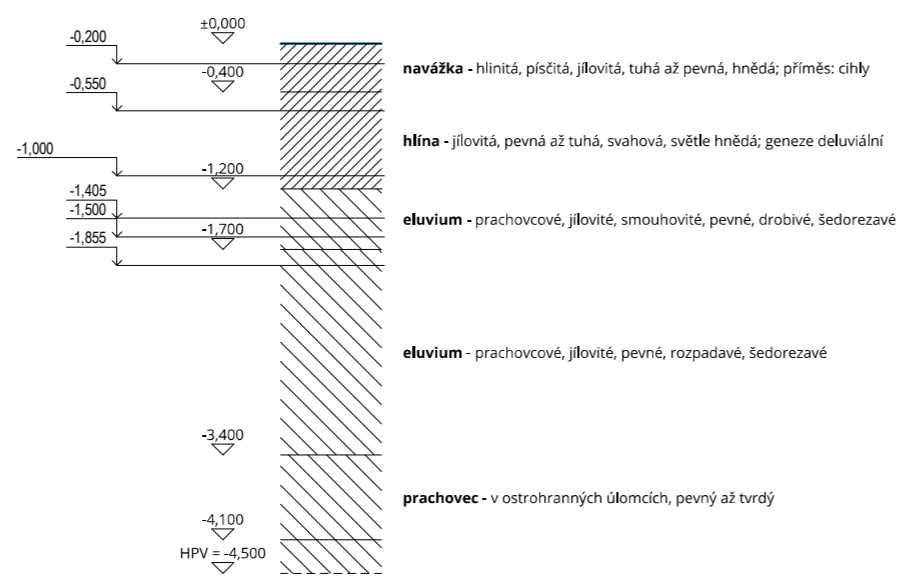 ±0,000
-0,200
navážka - hlinitá, písčitá, jílovitá, tuhá až pevná, hnědá; příměs: cihly
-0,400
-0,550
hlína - jílovitá, pevná až tuhá, svahová, světle hnědá; geneze deluviální
-1,000
-1,200
-1,405
-1,500
eluvium - prachovcové, jílovité, smouhovité, pevné, drobivé, šedorezavé
-1,700
-1,855
eluvium - prachovcové, jílovité, pevné, rozpadavé, šedorezavé
-3,400
prachovec - v ostrohranných úlomcích, pevný až tvrdý
-4,100
HPV = -4,500